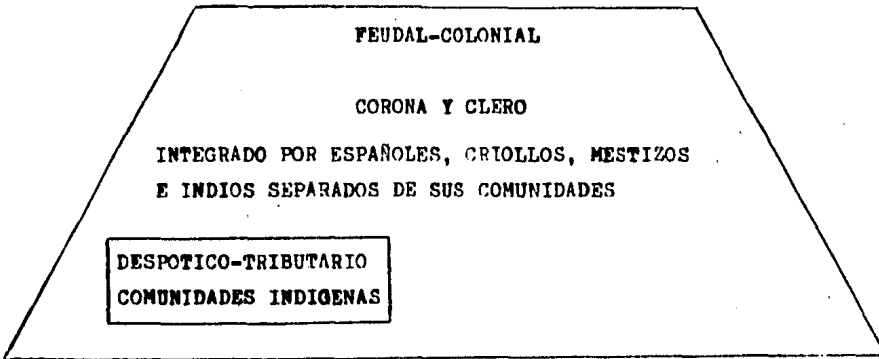 FEUDAL-COLONIAL
CORONA Y CLERO
INTEGRADO POR ESPAÑOLES, CRIOLLOS, MESTIZOS
E INDIOS SEPARADOS DE SUS COMUNIDADES
DESPOTICO-TRIBUTARIO
COMUNIDADES INDIGENAS